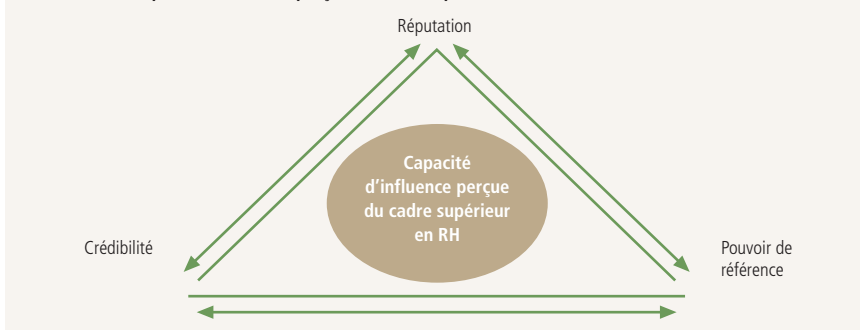 Réputation
Capacité
d’influence perçue
du cadre supérieur
en RH
Crédibilité
Pouvoir de
référence